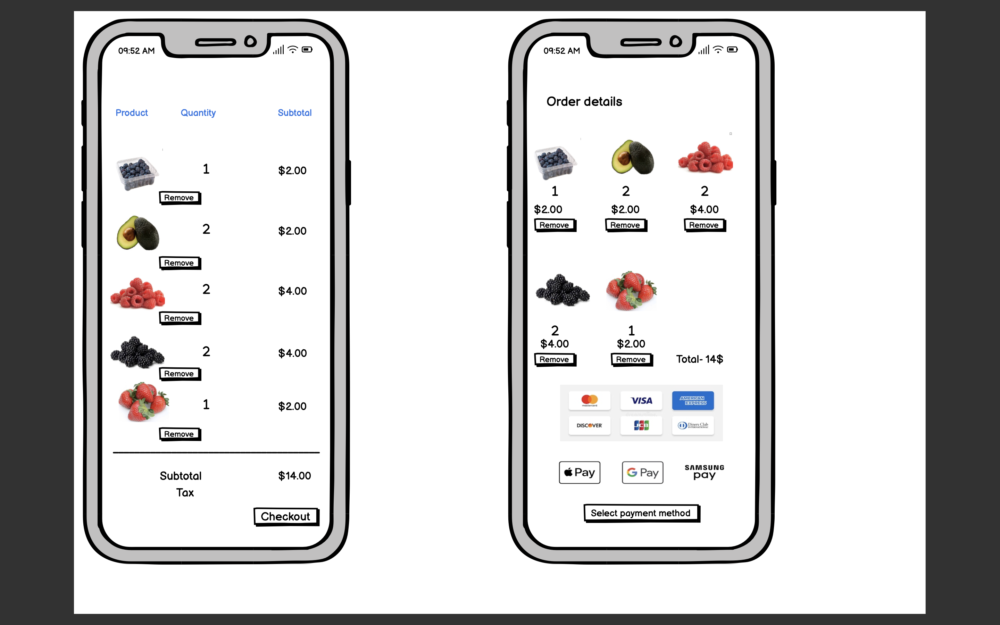 09:52 AM
Product Quantity Subtotal
1 $2.00
Remove
2 $2.00
Remove
2 $4.00
Remove
2 $4.00
Remove
1 $2.00
Remove
Subtotal $14.00
Tax
Checkout
09:52 AM
Order details
1 2 2
$2.00 $2.00 $4.00
Remove Remove Remove
2 1
$4.00 $2.00
Remove Remove Total- 14$
mastercard VISA AMERICAN EXPRESS
dreamstime
DISCOVER JCB Diners Club INTERNATIONAL
Pay G Pay SAMSUNG pay
Select payment method